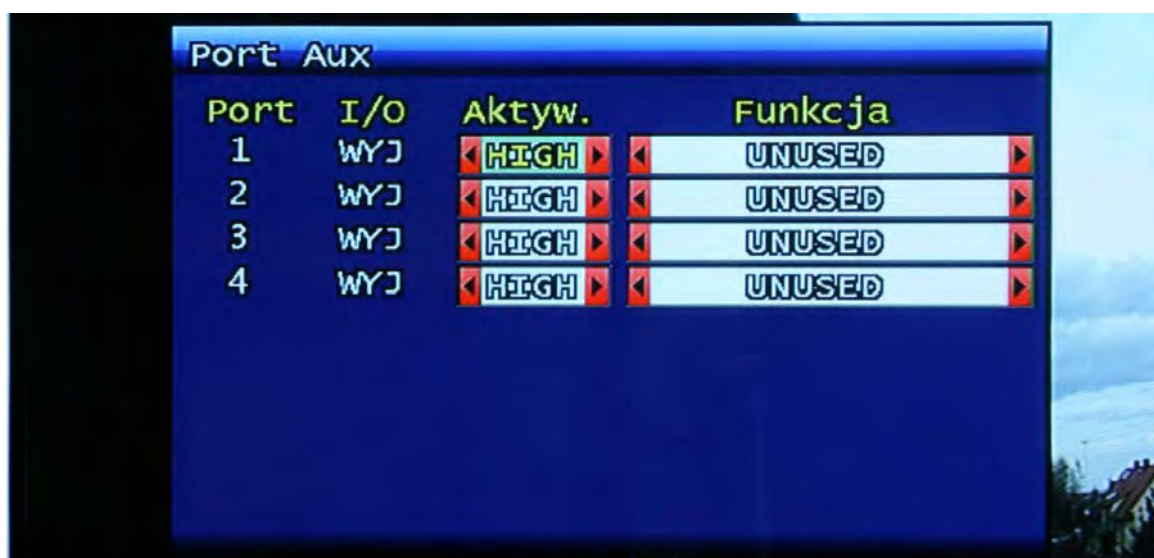 Port Aux
Port I/O Aktyw. Funkcja
1 WYJ HIGH UNUSED
2 WYJ HIGH UNUSED
3 WYJ HIGH UNUSED
4 WYJ HIGH UNUSED